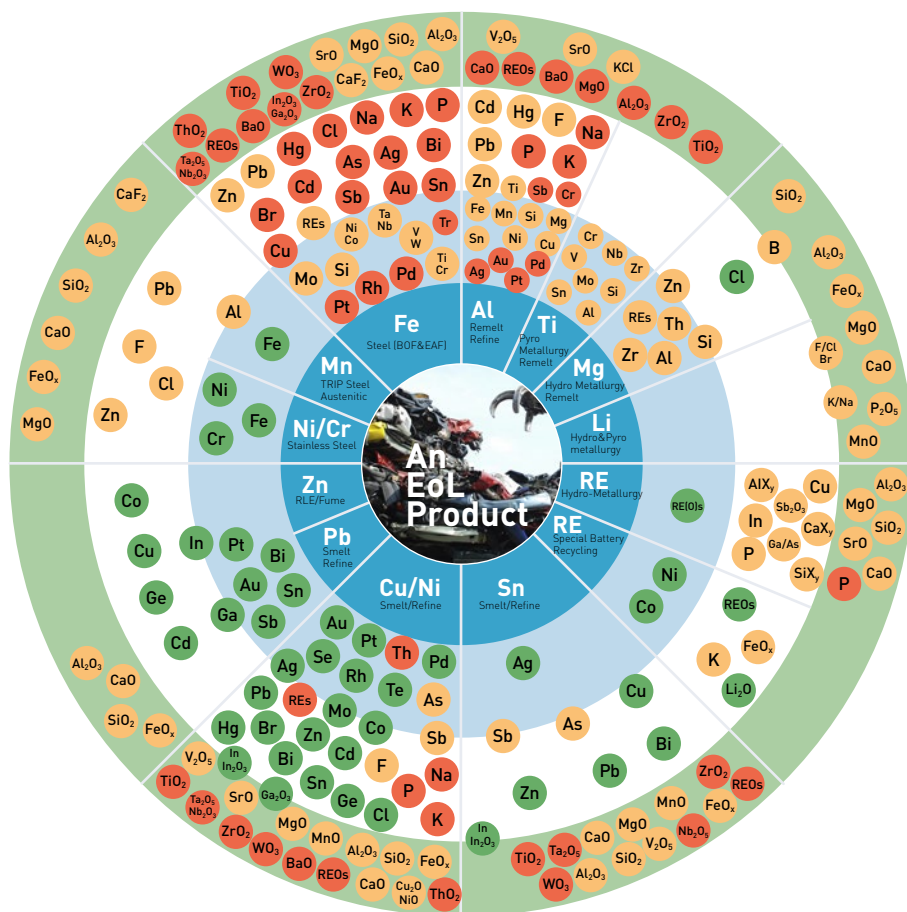 An
EoL
Product
Fe
Steel (BOF&EAF)
Al₂O₃
SiO₂
MgO
SrO
CaO
FeOₓ
CaF₂
WO₃
ZrO₂
TiO₂
In₂O₃
Ga₂O₃
BaO
ThO₂
REOs
Ta₂O₅
Nb₂O₃
P
K
Na
Cl
Hg
Bi
Ag
As
Pb
Zn
Cd
Sb
Au
Sn
Br
Cu
REs
Ni
Co
Ta
Nb
V
W
Tr
Ti
Cr
Mo
Si
Pt
Rh
Pd
Al
Remelt
Refine
V₂O₅
SrO
KCl
CaO
REOs
BaO
MgO
Al₂O₃
ZrO₂
TiO₂
Cd
Hg
F
Na
Pb
P
K
Zn
Ti
Sb
Cr
Fe
Mn
Si
Mg
Sn
Ni
Cu
Ag
Au
Pt
Pd
Ti
Pyro
Metallurgy
Remelt
Cr
Nb
V
Zr
Mo
Si
Sn
Al
Mg
Hydro Metallurgy
Remelt
SiO₂
B
Cl
Zn
REs
Th
Si
Zr
Al
Al₂O₃
FeOₓ
MgO
F/Cl
Br
CaO
K/Na
P₂O₅
MnO
Li
Hydro&Pyro
metallurgy
RE
Hydro-Metallurgy
RE(O)s
AlXᵧ
Cu
Sb₂O₃
In
CaXᵧ
Ga/As
P
SiXᵧ
Al₂O₃
MgO
SiO₂
SrO
CaO
P
RE
Special Battery
Recycling
Ni
Co
REOs
K
FeOₓ
Li₂O
Sn
Smelt/Refine
Ag
Cu
As
Sb
Bi
Pb
Zn
In
In₂O₃
ZrO₂
REOs
MnO
FeOₓ
MgO
Nb₂O₅
CaO
V₂O₅
Ta₂O₅
SiO₂
TiO₂
Al₂O₃
WO₃
Cu/Ni
Smelt/Refine
Au
Pt
Th
Pd
Se
Ag
Rh
Te
As
REs
Mo
Pb
Co
Sb
Hg
Br
Zn
Cd
F
Na
Bi
Sn
Ge
Cl
P
K
In
In₂O₃
Ga₂O₃
V₂O₅
TiO₂
Ta₂O₅
Nb₂O₃
SrO
ZrO₂
MgO
WO₃
MnO
BaO
Al₂O₃
REOs
SiO₂
CaO
FeOₓ
Cu₂O
NiO
ThO₂
Pb
Smelt
Refine
Zn
RLE/Fume
In
Pt
Bi
Au
Sn
Ga
Sb
Co
Cu
Ge
Cd
Al₂O₃
CaO
SiO₂
FeOₓ
Ni/Cr
Stainless Steel
Ni
Fe
Cr
Mn
TRIP Steel
Austenitic
Al
Fe
Pb
F
Cl
Zn
CaF₂
Al₂O₃
SiO₂
CaO
FeOₓ
MgO